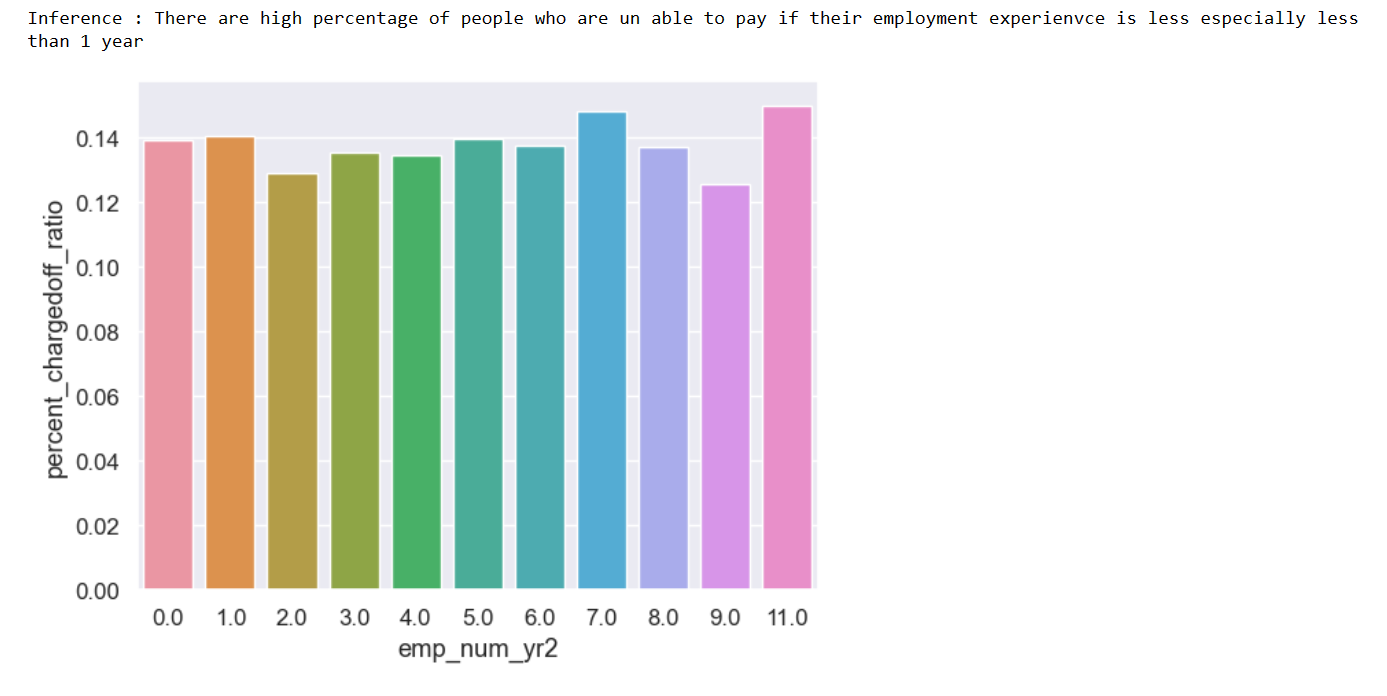 Inference : There are high percentage of people who are un able to pay if their employment experienvce is less especially less
than 1 year
0.14
0.12
0.10
0.08
0.06
0.04
0.02
0.00
percent_chargedoff_ratio
0.0 1.0 2.0 3.0 4.0 5.0 6.0 7.0 8.0 9.0 11.0
emp_num_yr2